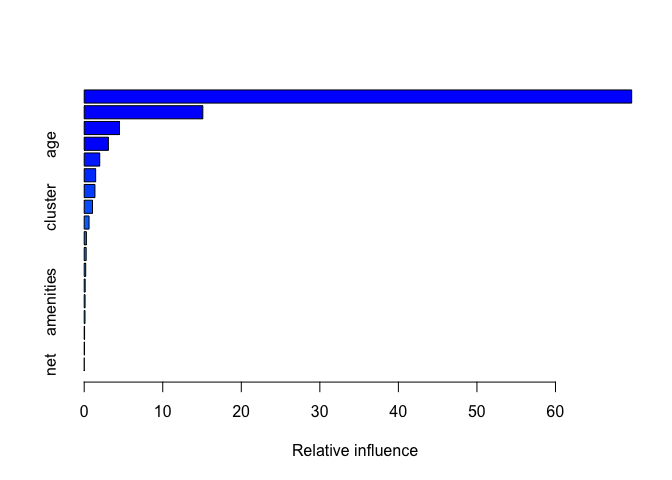 age
cluster
amenities
net
0 10 20 30 40 50 60
Relative influence